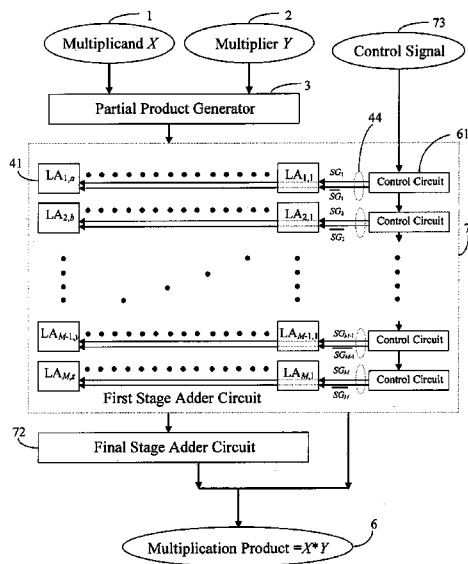 1
2
73
Multiplicand X
Multiplier Y
Control Signal
3
Partial Product Generator
44
61
41
LA1,a
LA1,1
SG1
SG1
Control Circuit
LA2,b
LA2,1
SG2
SG2
Control Circuit
7
LAM-1,1
SGM-1
SGM-1
Control Circuit
LAM,z
LAM,1
SGM
SGM
Control Circuit
First Stage Adder Circuit
72
Final Stage Adder Circuit
6
Multiplication Product =X*Y